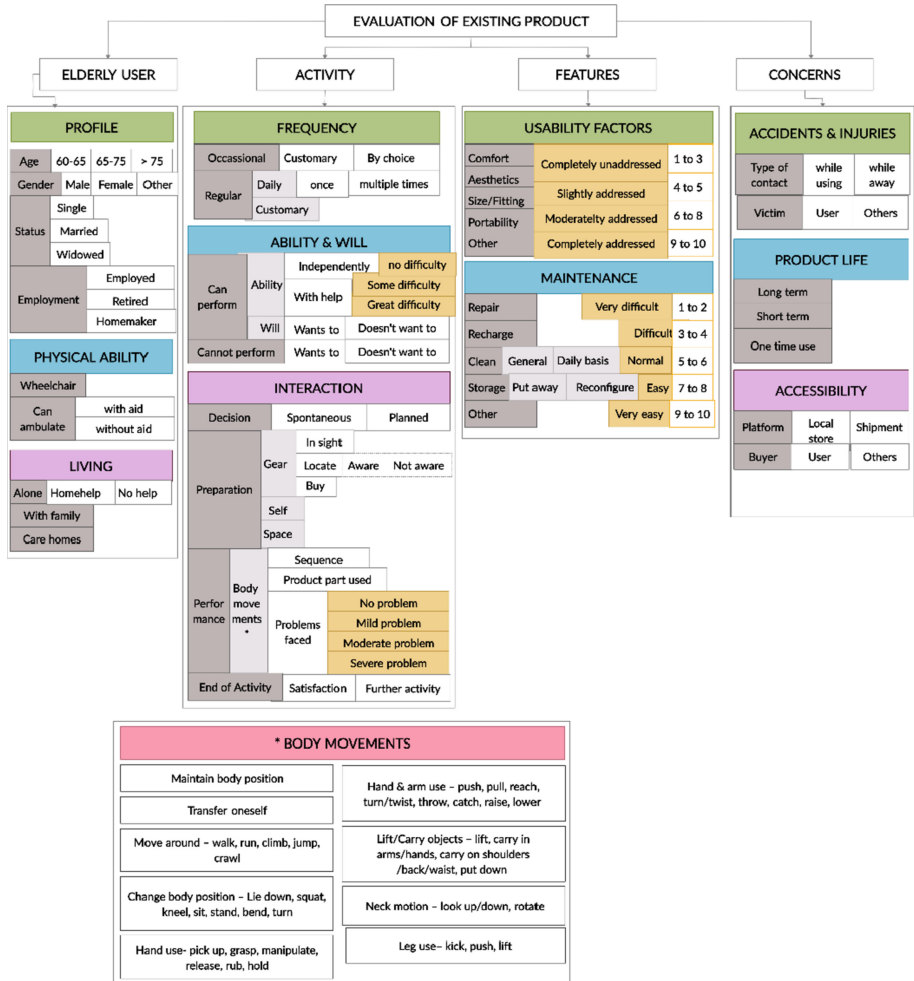 EVALUATION OF EXISTING PRODUCT
ELDERLY USER
ACTIVITY
FEATURES
CONCERNS
PROFILE
Age 60-65 65-75 > 75
Gender Male Female Other
Status
Single
Married
Widowed
Employment
Employed
Retired
Homemaker
PHYSICAL ABILITY
Wheelchair
Can
ambulate
with aid
without aid
LIVING
Alone Homehelp No help
With family
Care homes
FREQUENCY
Occassional Customary By choice
Regular
Daily once multiple times
Customary
ABILITY & WILL
Can
perform
Ability
Independently no difficulty
With help
Some difficulty
Great difficulty
Will Wants to Doesn't want to
Cannot perform Wants to Doesn't want to
INTERACTION
Decision Spontaneous Planned
Preparation
Gear
In sight
Locate Aware Not aware
Buy
Self
Space
Perfor
mance
Body
move
ments
*
Sequence
Product part used
Problems
faced
No problem
Mild problem
Moderate problem
Severe problem
End of Activity Satisfaction Further activity
USABILITY FACTORS
Comfort
Aesthetics
Size/Fitting
Portability
Other
Completely unaddressed 1 to 3
Slightly addressed 4 to 5
Moderateltly addressed 6 to 8
Completely addressed 9 to 10
MAINTENANCE
Repair Very difficult 1 to 2
Recharge Difficult 3 to 4
Clean General Daily basis Normal 5 to 6
Storage Put away Reconfigure Easy 7 to 8
Other Very easy 9 to 10
ACCIDENTS & INJURIES
Type of
contact
while
using
while
away
Victim User Others
PRODUCT LIFE
Long term
Short term
One time use
ACCESSIBILITY
Platform
Local
store
Shipment
Buyer User Others
* BODY MOVEMENTS
Maintain body position
Transfer oneself
Move around – walk, run, climb, jump,
crawl
Change body position – Lie down, squat,
kneel, sit, stand, bend, turn
Hand use- pick up, grasp, manipulate,
release, rub, hold
Hand & arm use – push, pull, reach,
turn/twist, throw, catch, raise, lower
Lift/Carry objects – lift, carry in
arms/hands, carry on shoulders
/back/waist, put down
Neck motion – look up/down, rotate
Leg use– kick, push, lift